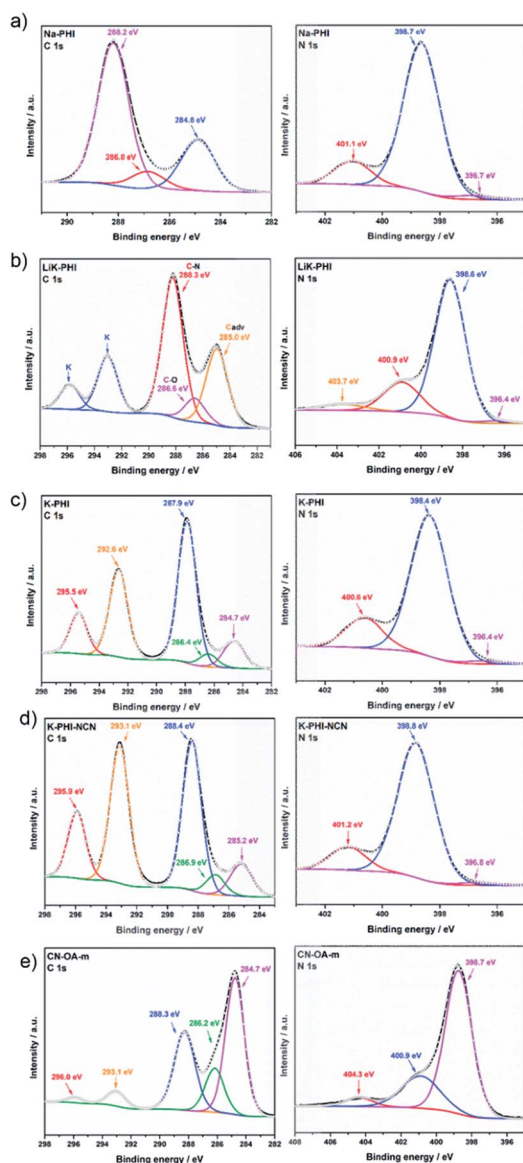 a)
Na-PHI
C 1s
288.2 eV
286.8 eV
284.8 eV
Intensity / a.u.
290 288 286 284 282
Binding energy / eV
Na-PHI
N 1s
398.7 eV
401.1 eV
396.7 eV
Intensity / a.u.
402 400 398 396
Binding energy / eV
b)
LiK-PHI
C 1s
C-N
288.3 eV
Cadv
285.0 eV
K
K
C-O
286.6 eV
Intensity / a.u.
298 296 294 292 290 288 286 284 282
Binding energy / eV
LiK-PHI
N 1s
398.6 eV
400.9 eV
403.7 eV
396.4 eV
Intensity / a.u.
406 404 402 400 398 396
Binding energy / eV
c)
K-PHI
C 1s
287.9 eV
292.6 eV
295.5 eV
284.7 eV
286.4 eV
Intensity / a.u.
298 296 294 292 290 288 286 284 282
Binding energy / eV
K-PHI
N 1s
398.4 eV
400.6 eV
396.4 eV
Intensity / a.u.
402 400 398 396
Binding energy / eV
d)
K-PHI-NCN
C 1s
293.1 eV
288.4 eV
295.9 eV
286.9 eV
285.2 eV
Intensity / a.u.
298 296 294 292 290 288 286 284
Binding energy / eV
K-PHI-NCN
N 1s
398.8 eV
401.2 eV
396.8 eV
Intensity / a.u.
402 400 398 396
Binding energy / eV
e)
CN-OA-m
C 1s
284.7 eV
288.3 eV
286.2 eV
296.0 eV
293.1 eV
Intensity / a.u.
298 296 294 292 290 288 286 284 282
Binding energy / eV
CN-OA-m
N 1s
398.7 eV
400.9 eV
404.3 eV
Intensity / a.u.
408 406 404 402 400 398 396
Binding energy / eV